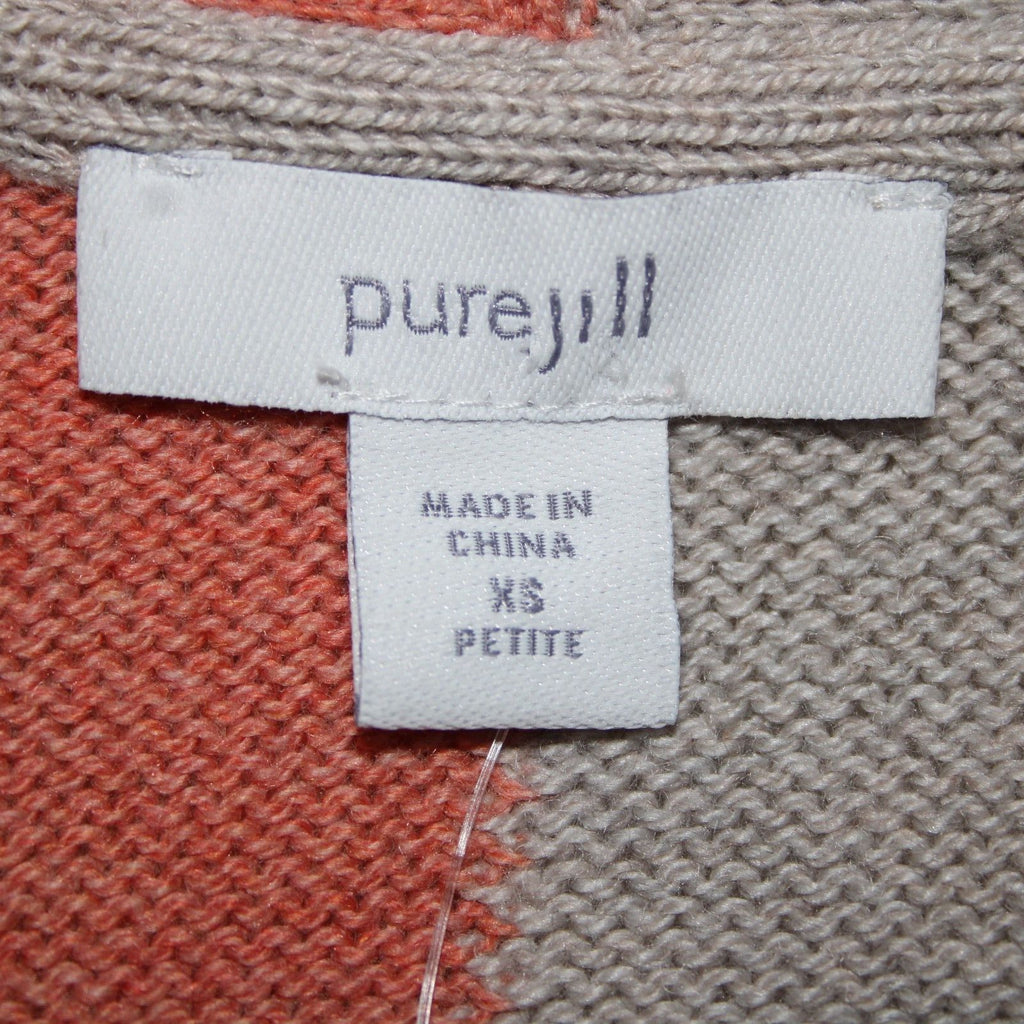 purejill
MADE IN
CHINA
XS
PETITE